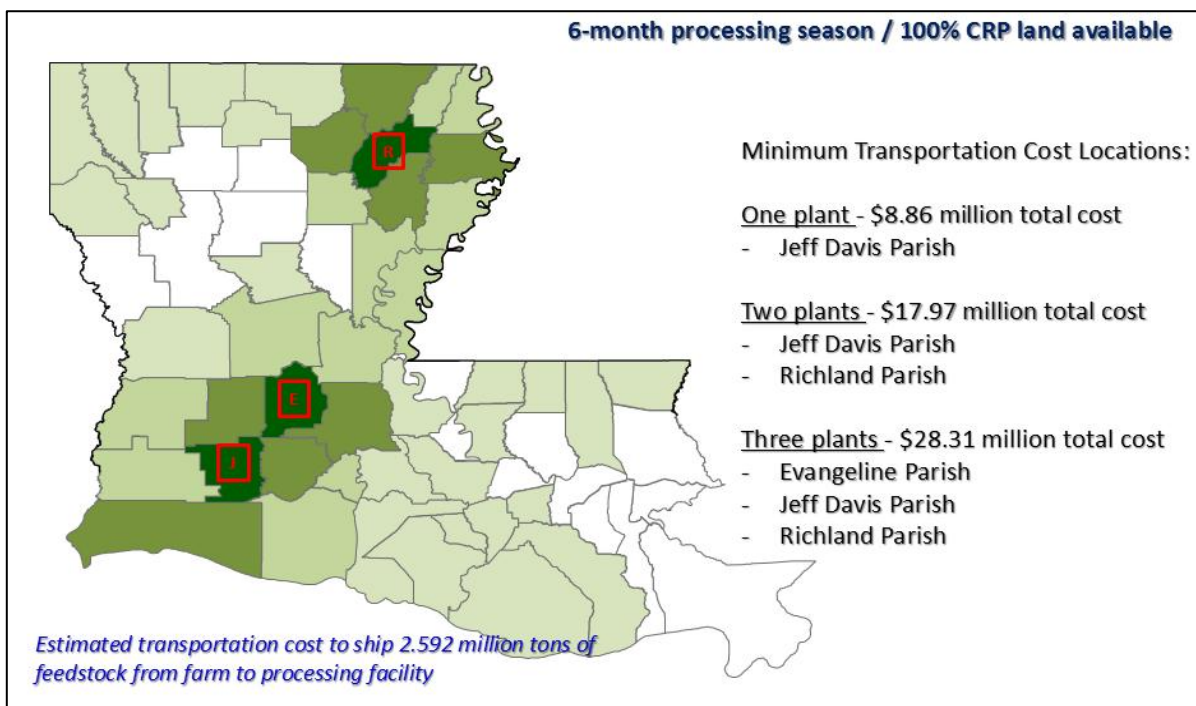 6-month processing season / 100% CRP land available
R
Minimum Transportation Cost Locations:
One plant - $8.86 million total cost
- Jeff Davis Parish
Two plants - $17.97 million total cost
- Jeff Davis Parish
- Richland Parish
E
Three plants - $28.31 million total cost
J
- Evangeline Parish
- Jeff Davis Parish
- Richland Parish
Estimated transportation cost to ship 2.592 million tons of
feedstock from farm to processing facility